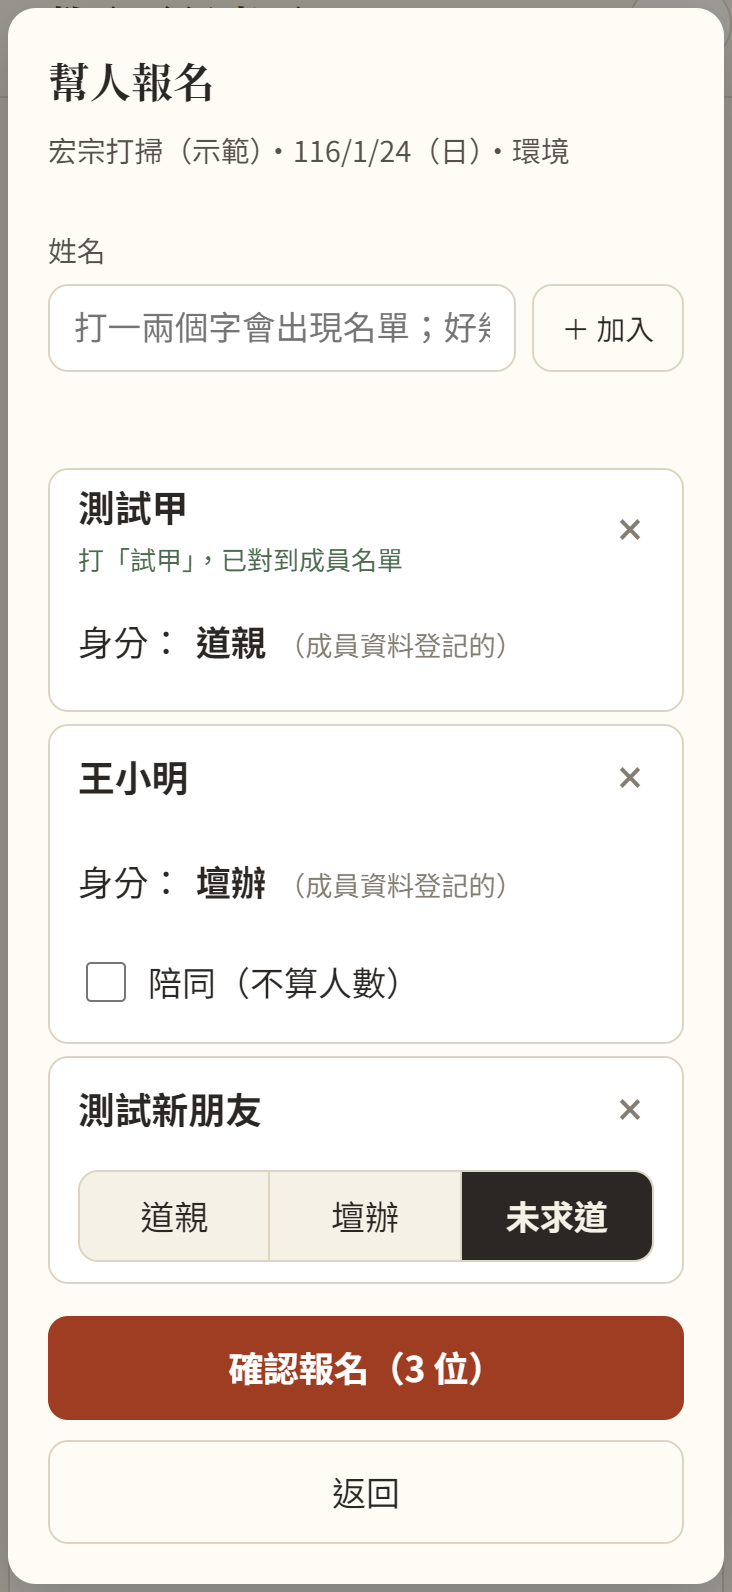 幫人報名
宏宗打掃（示範）・116/1/24（日）・環境
姓名
打一兩個字會出現名單；好
＋ 加入
測試甲
×
打「試甲」，已對到成員名單
身分： 道親 （成員資料登記的）
王小明
×
身分： 壇辦 （成員資料登記的）
陪同（不算人數）
測試新朋友
×
道親
壇辦
未求道
確認報名（3 位）
返回